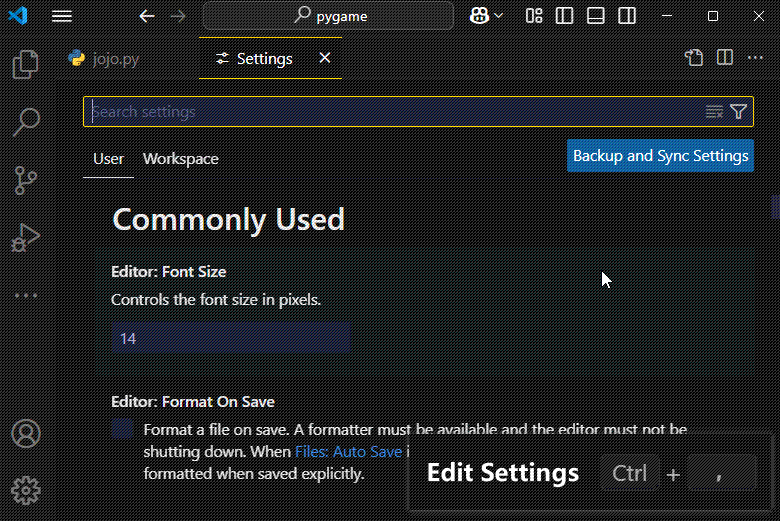 pygame
jojo.py
Settings
Search settings
User
Workspace
Backup and Sync Settings
Commonly Used
Editor: Font Size
Controls the font size in pixels.
14
Editor: Format On Save
Format a file on save. A formatter must be available and the editor must not be
shutting down. When Files: Auto Save i
formatted when saved explicitly.
Edit Settings Ctrl + ,